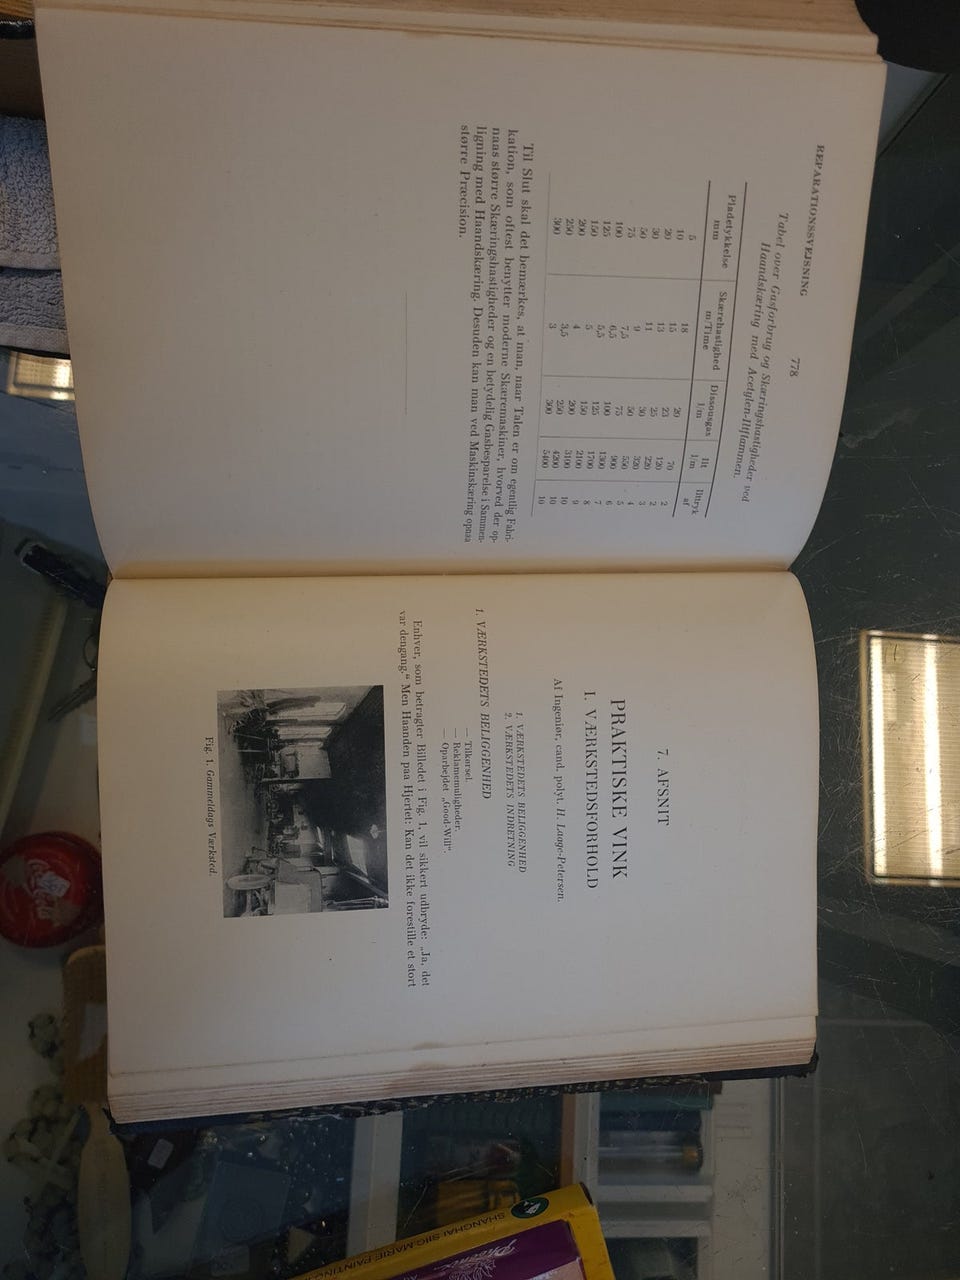 REPARATIONSSVEJSNING 778
Tabel over Gasforbrug og Skæringshastigheder ved
Haandskæring med Acetylen-Iltflammen.
Pladetykkelse mm Skærehastighed m/Time Dissousgas l/m Ilt l/m Ilttryk at
5 18 20 70 2
10 15 23 120 2
20 13 25 220 3
30 11 30 320 4
50 9 50 550 5
75 7,5 75 900 6
100 6,5 100 1300 7
125 5,5 125 1700 8
150 5 150 2100 9
200 4 200 3100 10
250 3,5 250 4200 10
300 3 300 5400 10
Til Slut skal det bemærkes, at man, naar Talen er om egentlig Fabri-
kation, som oftest benytter moderne Skæremaskiner, hvorved der op-
naas større Skæringshastigheder og en betydelig Gasbesparelse i Sammen-
ligning med Haandskæring. Desuden kan man ved Maskinskæring opnaa
større Præcision.
7. AFSNIT
PRAKTISKE VINK
I. VÆRKSTEDSFORHOLD
Af Ingeniør, cand. polyt. H. Lange-Petersen.
1. VÆRKSTEDETS BELIGGENHED
2. VÆRKSTEDETS INDRETNING
1. VÆRKSTEDETS BELIGGENHED
— Tilkørsel.
— Reklamemuligheder.
— Oparbejdet „Good-Will“.
Enhver, som betragter Billedet i Fig. 1, vil sikkert udbryde: „Ja, det
var dengang.“ Men Haanden paa Hjertet: Kan det ikke forestille et stort
Fig. 1. Gammeldags Værksted.
SHANGHAI SIIC MARIE PAINTING